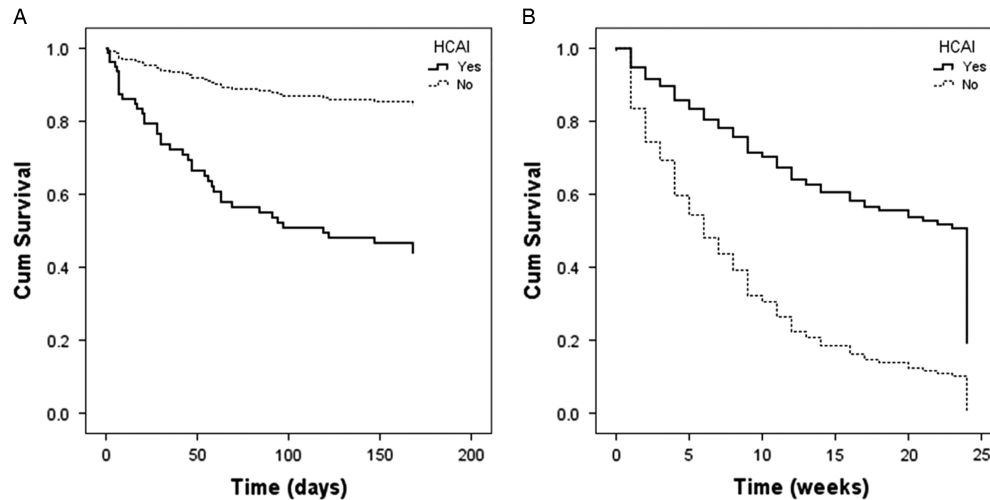 A
HCAI
Yes
No
1.0
0.8
0.6
0.4
0.2
0.0
Cum Survival
0
50
100
150
200
Time (days)
B
HCAI
Yes
No
1.0
0.8
0.6
0.4
0.2
0.0
Cum Survival
0
5
10
15
20
25
Time (weeks)